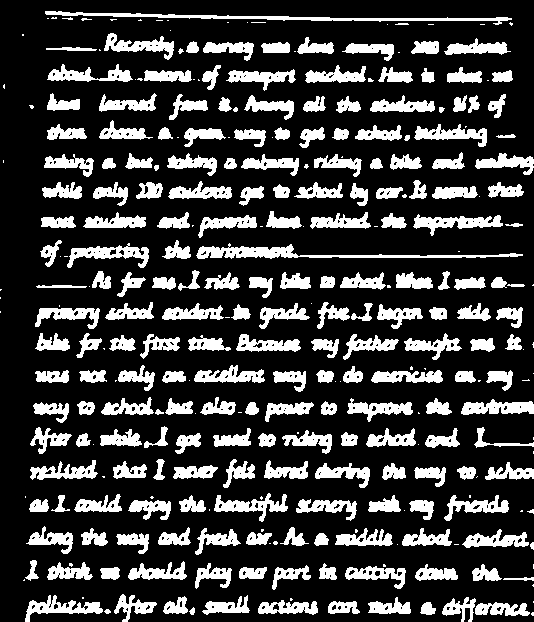 Recently, a survey was done among 2000 students
about the means of transport to school. Here is what we
have learned from it. Among all the students, 91% of
them choose a green way to get to school, including
taking a bus, taking a subway, riding a bike and walking
while only 180 students get to school by car. It seems that
most students and parents have realized the importance
of protecting the environment.
As for me, I ride my bike to school. When I was a
primary school student in grade five, I began to ride my
bike for the first time. Because my father taught me it
was not only an excellent way to do exericise on my
way to school, but also a power to improve the environm
After a while, I got used to riding to school and I
realized that I never felt bored during the way to school
as I could enjoy the beautiful scenery with my friends
along the way and fresh air. As a middle school student,
I think we should play our part in cutting down the
pollution. After all, small actions can make a difference.